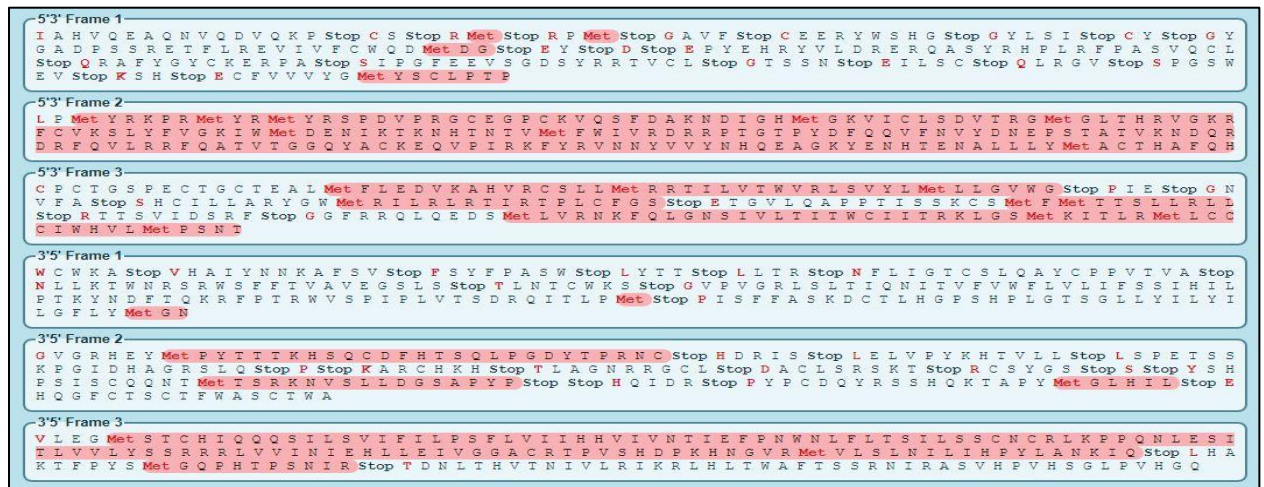 5'3' Frame 1
I A H V Q E A Q N V Q D V Q K P Stop C S Stop R Met Stop R P Met Stop G A V F Stop C E E R Y W S H G Stop G Y L S I Stop C Y Stop G Y
G A D P S S R E T F L R E V I V F C W Q D Met D G Stop E Y Stop D Stop E P Y E H R Y V L D R E R Q A S Y R H P L R F P A S V Q C L
Stop Q R A F Y G Y C K E R P A Stop S I P G F E E V S G D S Y R R T V C L Stop G T S S N Stop E I L S C Stop Q L R G V Stop S P G S W
E V Stop K S H Stop E C F V V V Y G Met Y S C L P T P
5'3' Frame 2
L P Met Y R K P R Met Y R Met Y R S P D V P R G C E G P C K V Q S F D A K N D I G H Met G K V I C L S D V T R G Met G L T H R V G K R
F C V K S L Y F V G K I W Met D E N I K T K N H T N T V Met F W I V R D R R P T G T P Y D F Q Q V F N V Y D N E P S T A T V K N D Q R
D R F Q V L R R F Q A T V T G G Q Y A C K E Q V P I R K F Y R V N N Y V V Y N H Q E A G K Y E N H T E N A L L L Y Met A C T H A F Q H
5'3' Frame 3
C P C T G S P E C T G C T E A L Met F L E D V K A H V R C S L L Met R R T I L V T W V R L S V Y L Met L L G V W G Stop P I E Stop G N
V F A Stop S H C I L L A R Y G W Met R I L R L R T I R T P L C F G S Stop E T G V L Q A P P T I S S K C S Met F Met T T S L L R L L
Stop R T T S V I D S R F Stop G G F R R Q L Q E D S Met L V R N K F Q L G N S I V L T I T W C I I T R K L G S Met K I T L R Met L C C
C I W H V L Met P S N T
3'5' Frame 1
W C W K A Stop V H A I Y N N K A F S V Stop F S Y F P A S W Stop L Y T T Stop L L T R Stop N F L I G T C S L Q A Y C P P V T V A Stop
N L L K T W N R S R W S F F T V A V E G S L S Stop T L N T C W K S Stop G V P V G R L S L T I Q N I T V F V W F L V L I F S S I H I L
P T K Y N D F T Q K R F P T R W V S P I P L V T S D R Q I T L P Met Stop P I S F F A S K D C T L H G P S H P L G T S G L L Y I L Y I
L G F L Y Met G N
3'5' Frame 2
G V G R H E Y Met P Y T T T K H S Q C D F H T S Q L P G D Y T P R N C Stop H D R I S Stop L E L V P Y K H T V L L Stop L S P E T S S
K P G I D H A G R S L Q Stop P Stop K A R C H K H Stop T L A G N R R G C L Stop D A C L S R S K T Stop R C S Y G S Stop S Stop Y S H
P S I S C Q Q N T Met T S R K N V S L L D G S A P Y P Stop Stop H Q I D R Stop P Y P C D Q Y R S S H Q K T A P Y Met G L H I L Stop E
H Q G F C T S C T F W A S C T W A
3'5' Frame 3
V L E G Met S T C H I Q Q Q S I L S V I F I L P S F L V I I H H V I V N T I E F P N W N L F L T S I L S S C N C R L K P P Q N L E S I
T L V V L Y S S R R R L V V I N I E H L L E I V G G A C R T P V S H D P K H N G V R Met V L S L N I L I H P Y L A N K I Q Stop L H A
K T F P Y S Met G Q P H T P S N I R Stop T D N L T H V T N I V L R I K R L H L T W A F T S S R N I R A S V H P V H S G L P V H G Q